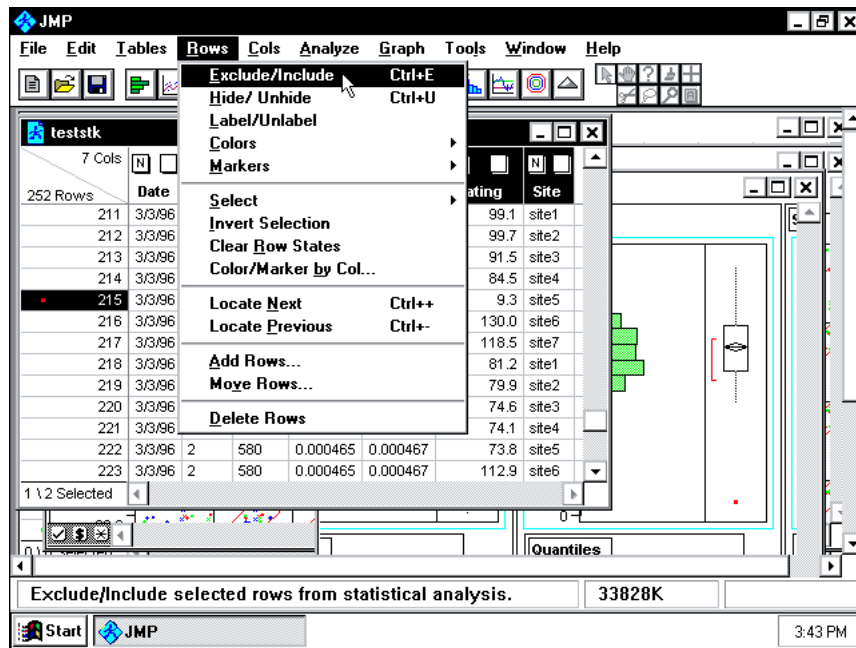 JMP
File Edit Tables Rows Cols Analyze Graph Tools Window Help
Exclude/Include Ctrl+E
Hide/ Unhide Ctrl+U
Label/Unlabel
Colors
Markers
Select
Invert Selection
Clear Row States
Color/Marker by Col...
Locate Next Ctrl++
Locate Previous Ctrl+-
Add Rows...
Move Rows...
Delete Rows
teststk
7 Cols N N
252 Rows Date ating Site
211 3/3/96 99.1 site1
212 3/3/96 99.7 site2
213 3/3/96 91.5 site3
214 3/3/96 84.5 site4
215 3/3/96 9.3 site5
216 3/3/96 130.0 site6
217 3/3/96 118.5 site7
218 3/3/96 81.2 site1
219 3/3/96 79.9 site2
220 3/3/96 74.6 site3
221 3/3/96 74.1 site4
222 3/3/96 2 580 0.000465 0.000467 73.8 site5
223 3/3/96 2 580 0.000465 0.000467 112.9 site6
1 \2 Selected
0
Quantiles
Exclude/Include selected rows from statistical analysis. 33828K
Start JMP 3:43 PM